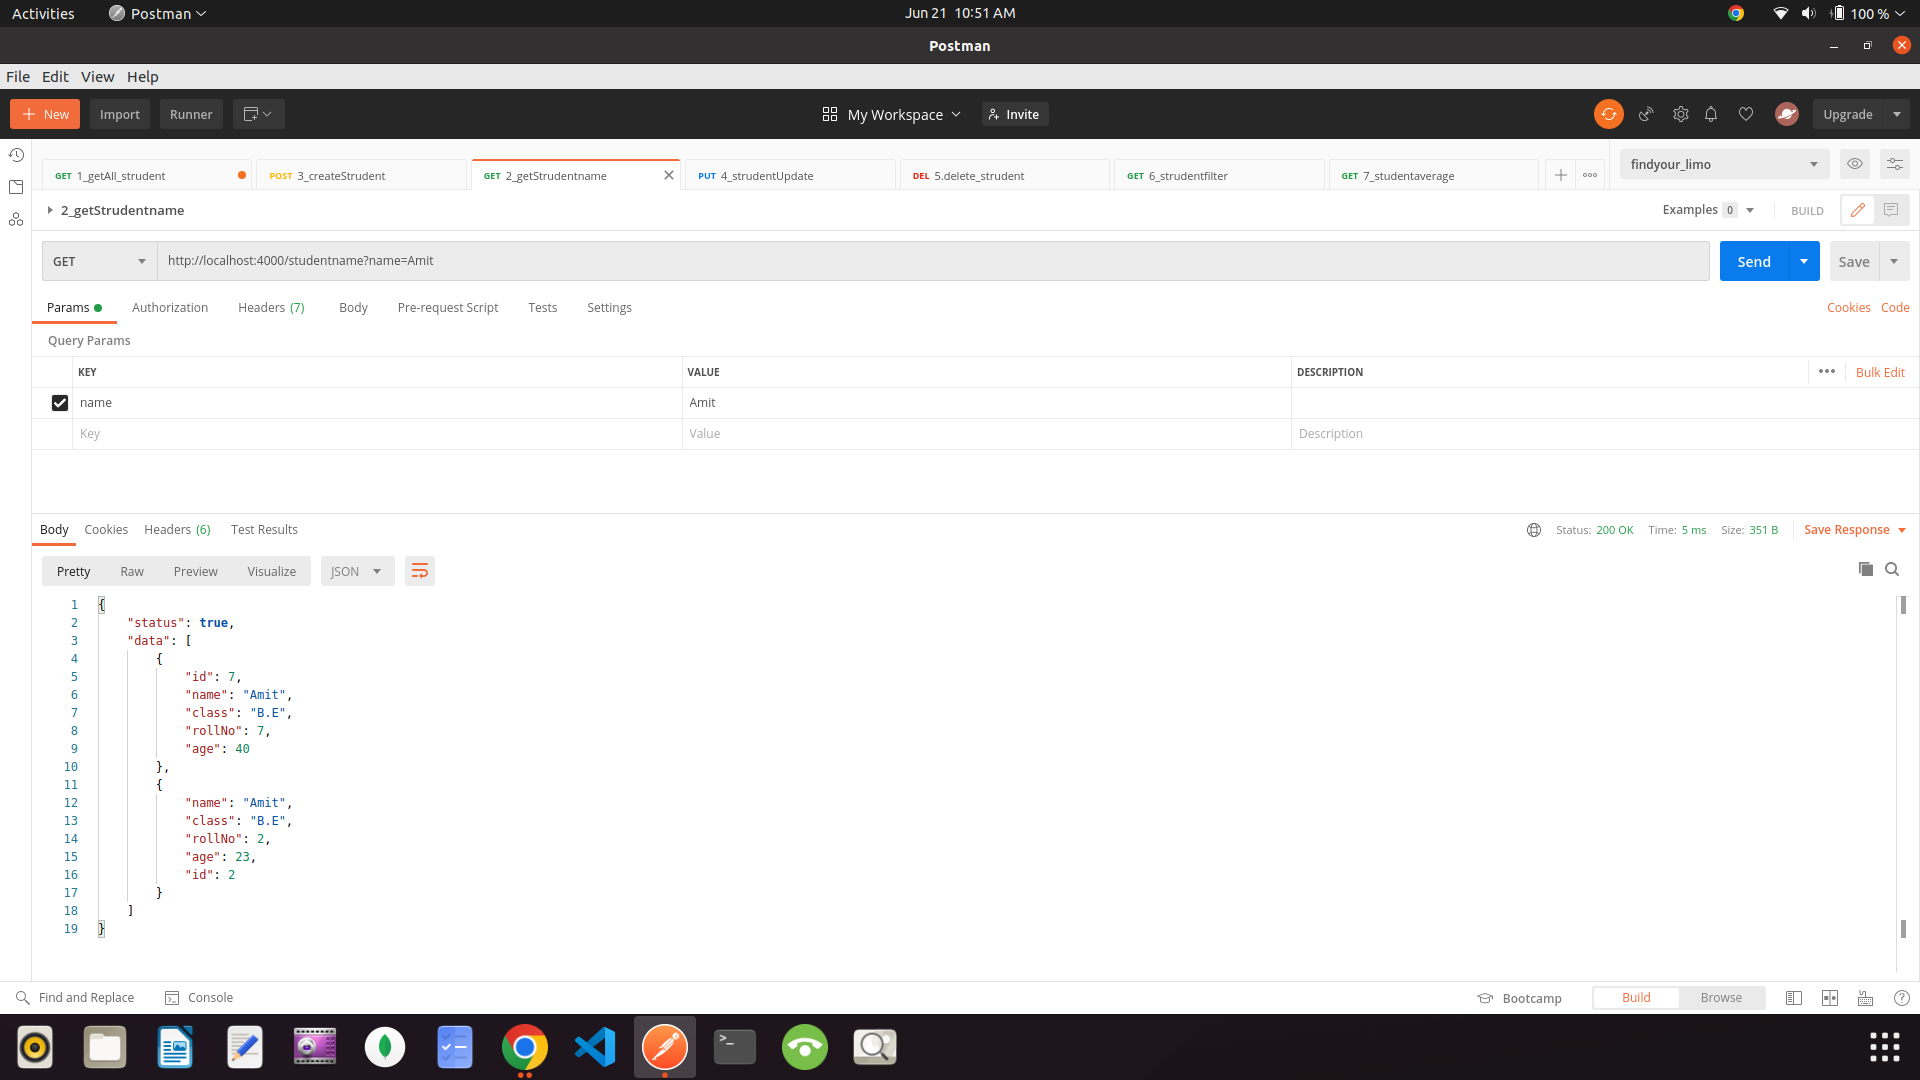 Activities Postman Jun 21 10:51 AM 100 %
Postman
File Edit View Help
New Import Runner My Workspace Invite Upgrade
GET 1_getAll_strudent POST 3_createStrudent GET 2_getStrudentname PUT 4_strudentUpdate DEL 5.delete_strudent GET 6_strudentfilter GET 7_studentaverage findyour_limo
2_getStrudentname Examples 0 BUILD
GET http://localhost:4000/studentname?name=Amit Send Save
Params Authorization Headers (7) Body Pre-request Script Tests Settings Cookies Code
Query Params
KEY VALUE DESCRIPTION Bulk Edit
name Amit
Key Value Description
Body Cookies Headers (6) Test Results Status: 200 OK Time: 5 ms Size: 351 B Save Response
Pretty Raw Preview Visualize JSON
1 {
2 "status": true,
3 "data": [
4 {
5 "id": 7,
6 "name": "Amit",
7 "class": "B.E",
8 "rollNo": 7,
9 "age": 40
10 },
11 {
12 "name": "Amit",
13 "class": "B.E",
14 "rollNo": 2,
15 "age": 23,
16 "id": 2
17 }
18 ]
19 }
Find and Replace Console Bootcamp Build Browse